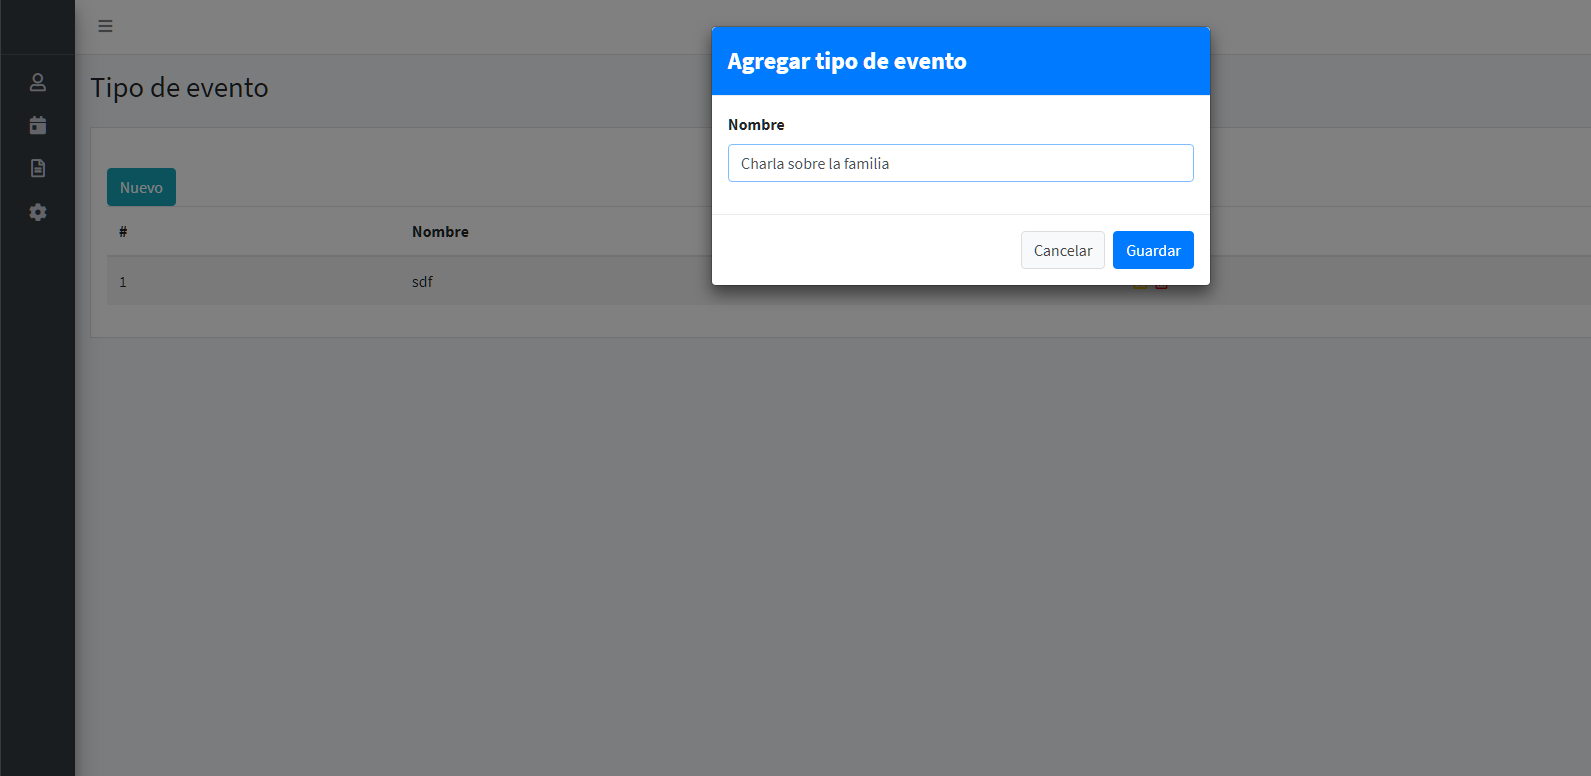 Agregar tipo de evento
Tipo de evento
Nombre
Charla sobre la familia
Nuevo
# Nombre
Cancelar Guardar
1 sdf